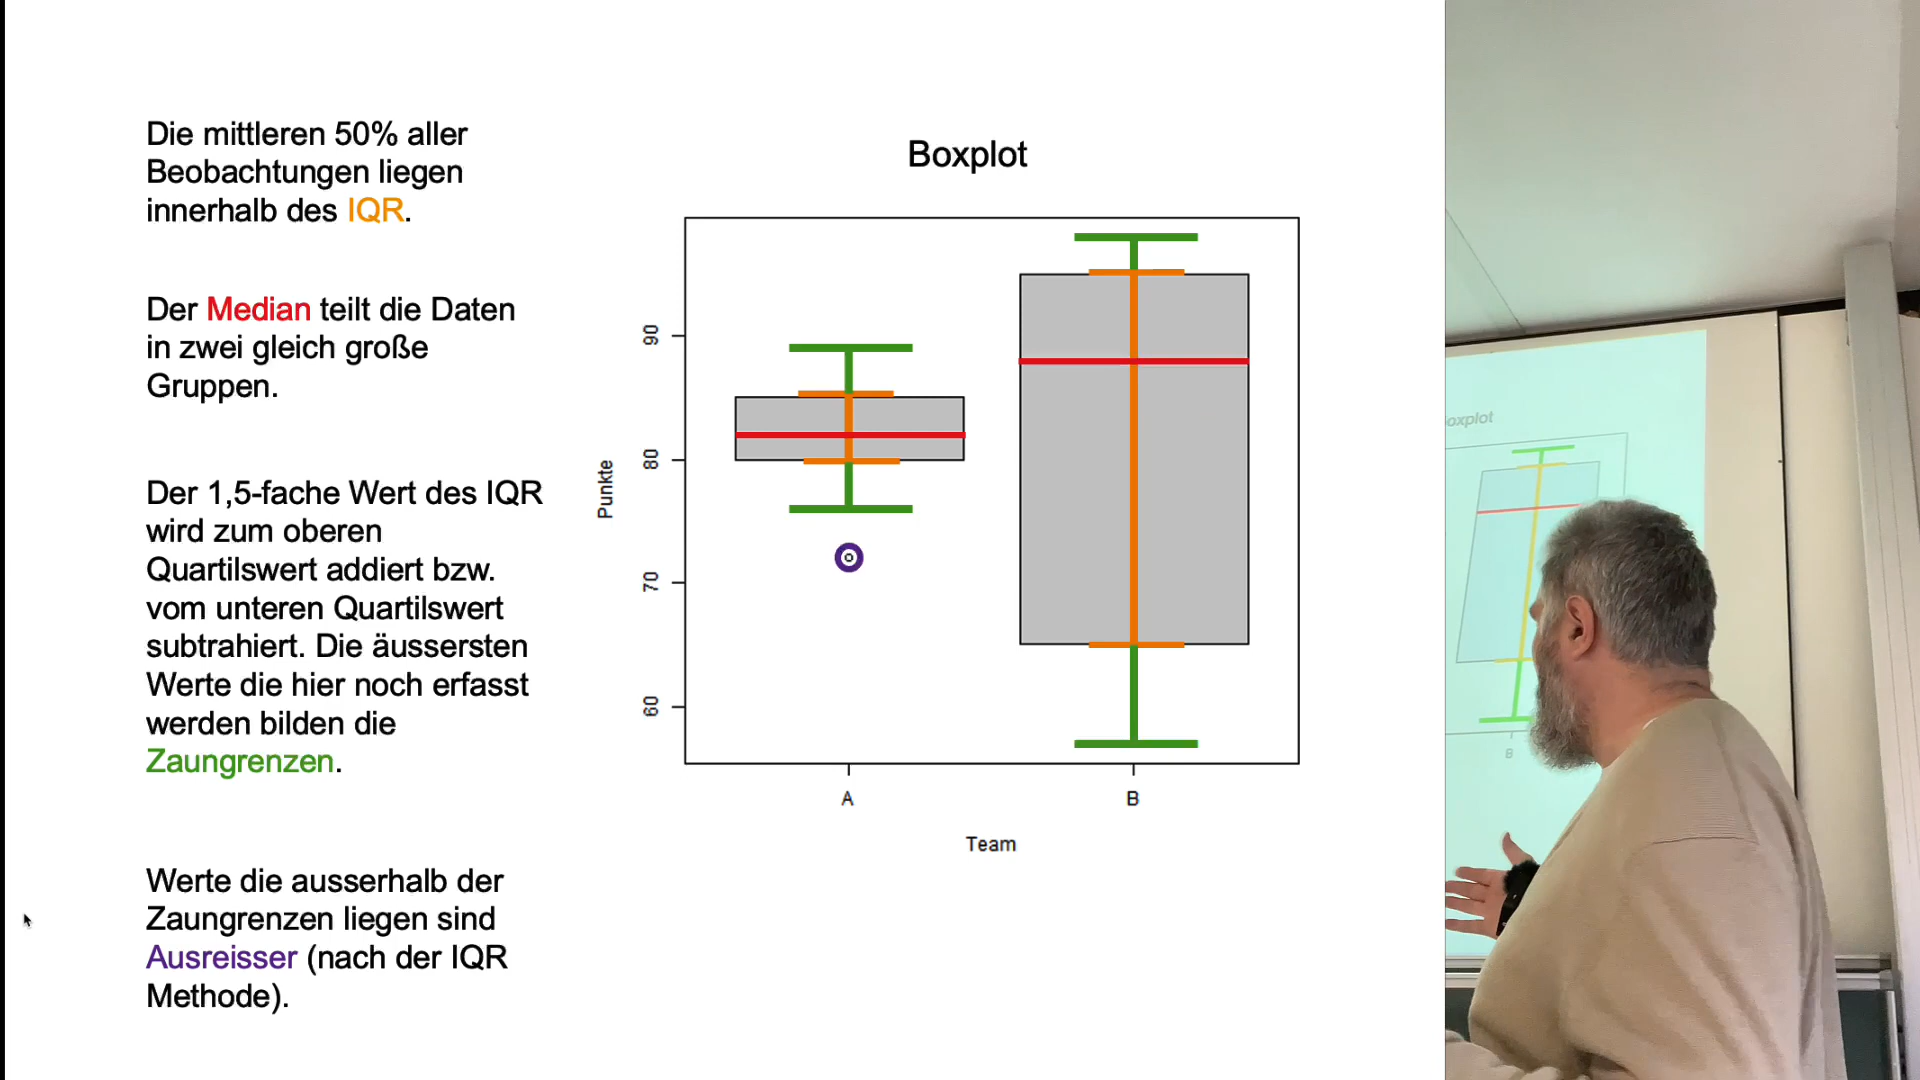 Die mittleren 50% aller
Beobachtungen liegen
innerhalb des IQR.
Der Median teilt die Daten
in zwei gleich große
Gruppen.
Der 1,5-fache Wert des IQR
wird zum oberen
Quartilswert addiert bzw.
vom unteren Quartilswert
subtrahiert. Die äussersten
Werte die hier noch erfasst
werden bilden die
Zaungrenzen.
Werte die ausserhalb der
Zaungrenzen liegen sind
Ausreisser (nach der IQR
Methode).
Boxplot
Punkte
90
80
70
60
A
B
Team
oxplot
B